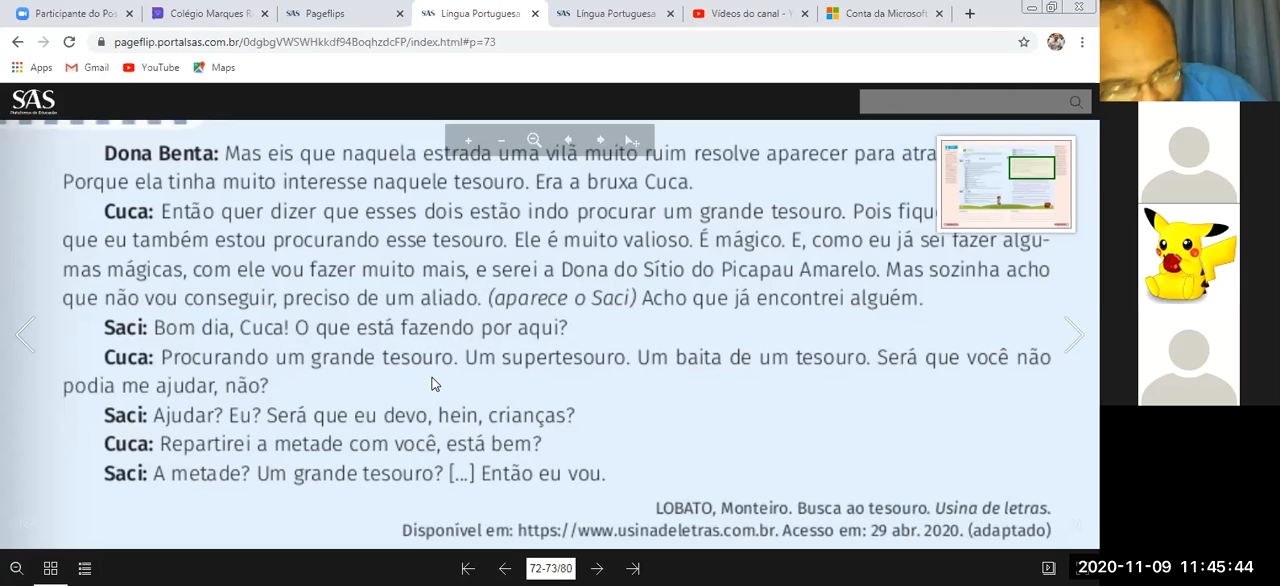 Participante do Pos
Colégio Marques R
Pageflips
Língua Portuguesa
Língua Portuguesa
Vídeos do canal - Y
Conta da Microsof
pageflip.portalsas.com.br/0dgbgVWSWHkkdf94BoqhzdcFP/index.html#p=73
Apps Gmail YouTube Maps
SAS
Plataforma de Educação
Dona Benta: Mas eis que naquela estrada uma vilã muito ruim resolve aparecer para atra
Porque ela tinha muito interesse naquele tesouro. Era a bruxa Cuca.
Cuca: Então quer dizer que esses dois estão indo procurar um grande tesouro. Pois fiqu
que eu também estou procurando esse tesouro. Ele é muito valioso. É mágico. E, como eu já sei fazer algu-
mas mágicas, com ele vou fazer muito mais, e serei a Dona do Sítio do Picapau Amarelo. Mas sozinha acho
que não vou conseguir, preciso de um aliado. (aparece o Saci) Acho que já encontrei alguém.
Saci: Bom dia, Cuca! O que está fazendo por aqui?
Cuca: Procurando um grande tesouro. Um supertesouro. Um baita de um tesouro. Será que você não
podia me ajudar, não?
Saci: Ajudar? Eu? Será que eu devo, hein, crianças?
Cuca: Repartirei a metade com você, está bem?
Saci: A metade? Um grande tesouro? [...] Então eu vou.
LOBATO, Monteiro. Busca ao tesouro. Usina de letras.
Disponível em: https://www.usinadeletras.com.br. Acesso em: 29 abr. 2020. (adaptado)
72-73/80
2020-11-09 11:45:44